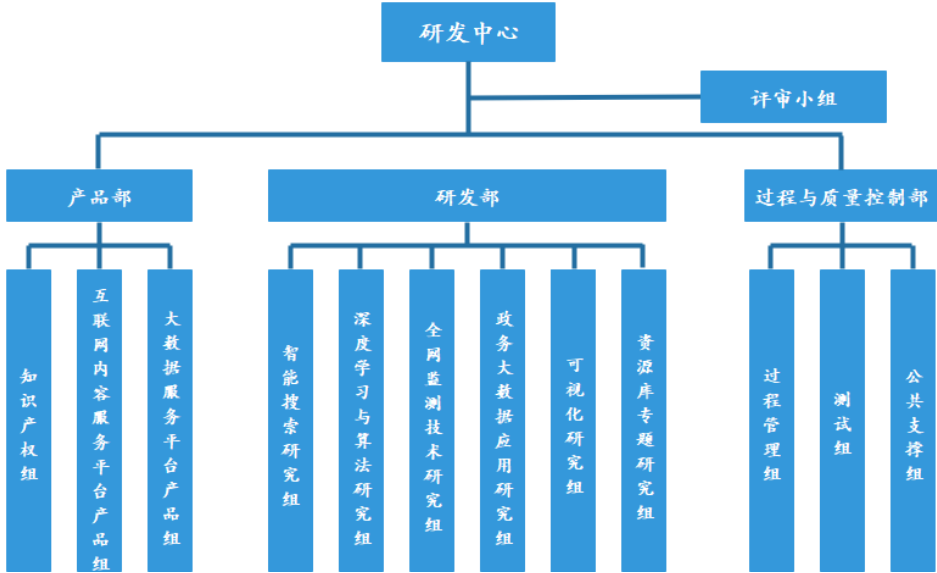 研发中心
评审小组
产品部
研发部
过程与质量控制部
知识产权组
互联网内容服务平台产品组
大数据服务平台产品组
智能搜索研究组
深度学习与算法研究组
全网监测技术研究组
政务大数据应用研究组
可视化研究组
资源库专题研究组
过程管理组
测试组
公共支撑组